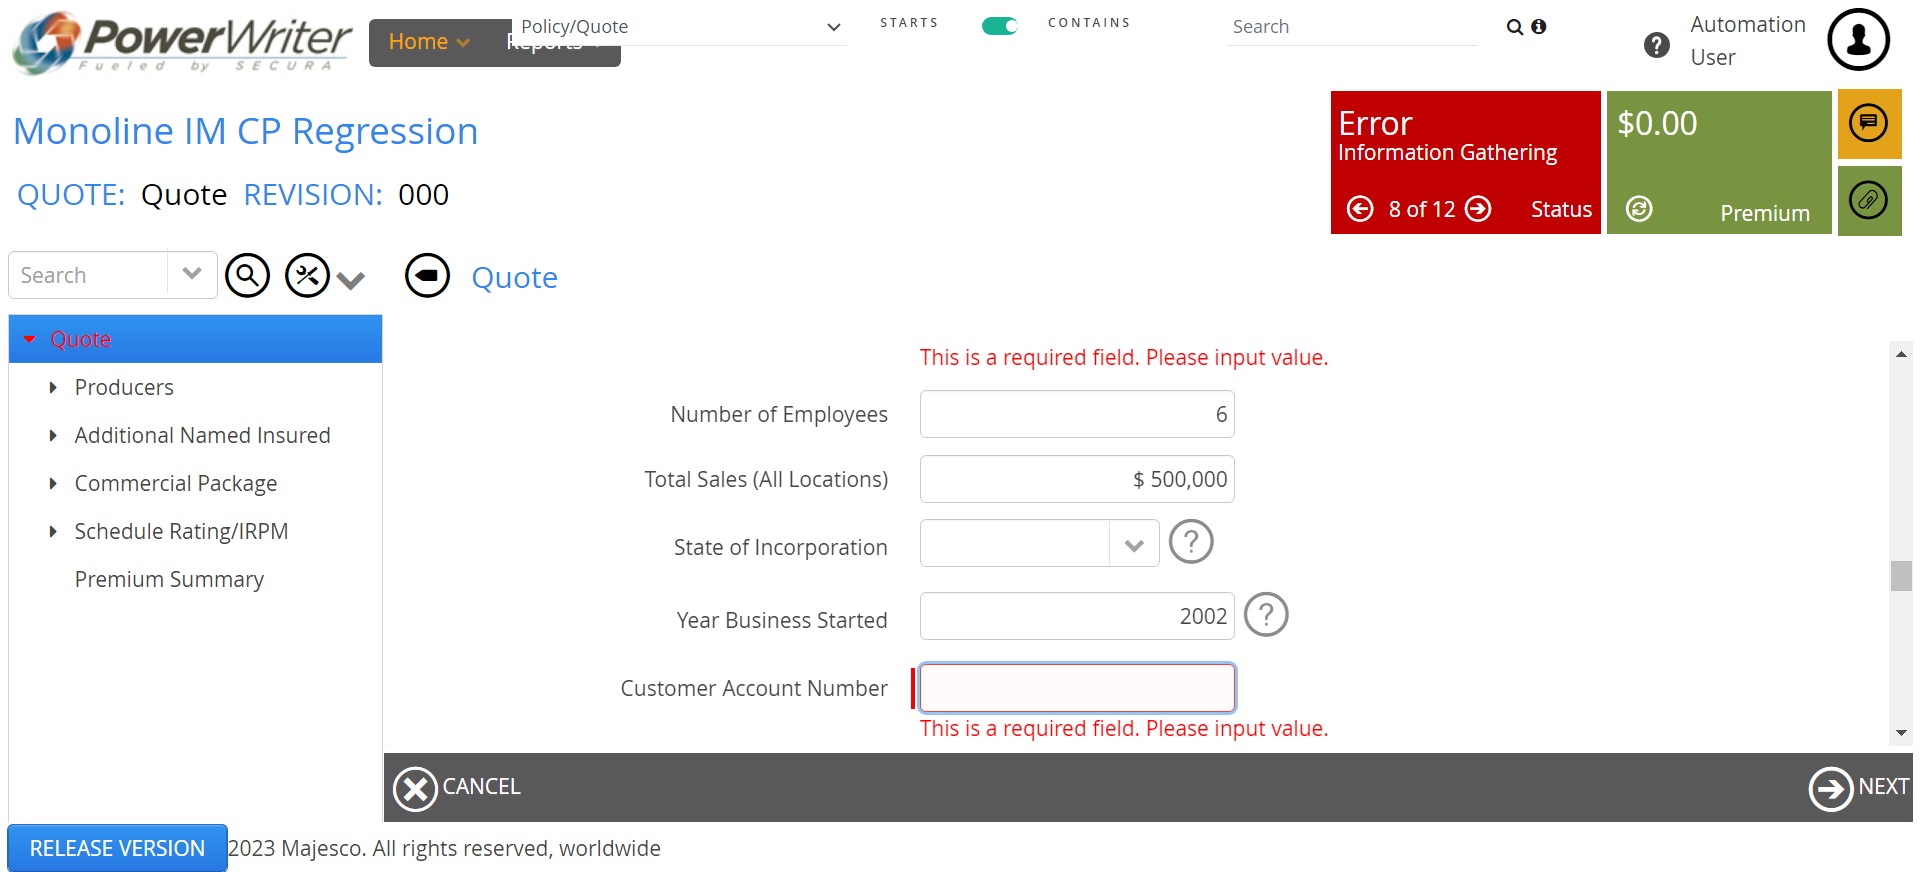 PowerWriter
Fueled by SECURA
Home
Reports
Policy/Quote
STARTS
CONTAINS
Search
Automation
User
Monoline IM CP Regression
QUOTE: Quote REVISION: 000
Error
Information Gathering
8 of 12
Status
$0.00
Premium
Search
Quote
Quote
Producers
Additional Named Insured
Commercial Package
Schedule Rating/IRPM
Premium Summary
This is a required field. Please input value.
Number of Employees
6
Total Sales (All Locations)
$ 500,000
State of Incorporation
?
Year Business Started
2002
?
Customer Account Number
This is a required field. Please input value.
CANCEL
NEXT
RELEASE VERSION
2023 Majesco. All rights reserved, worldwide